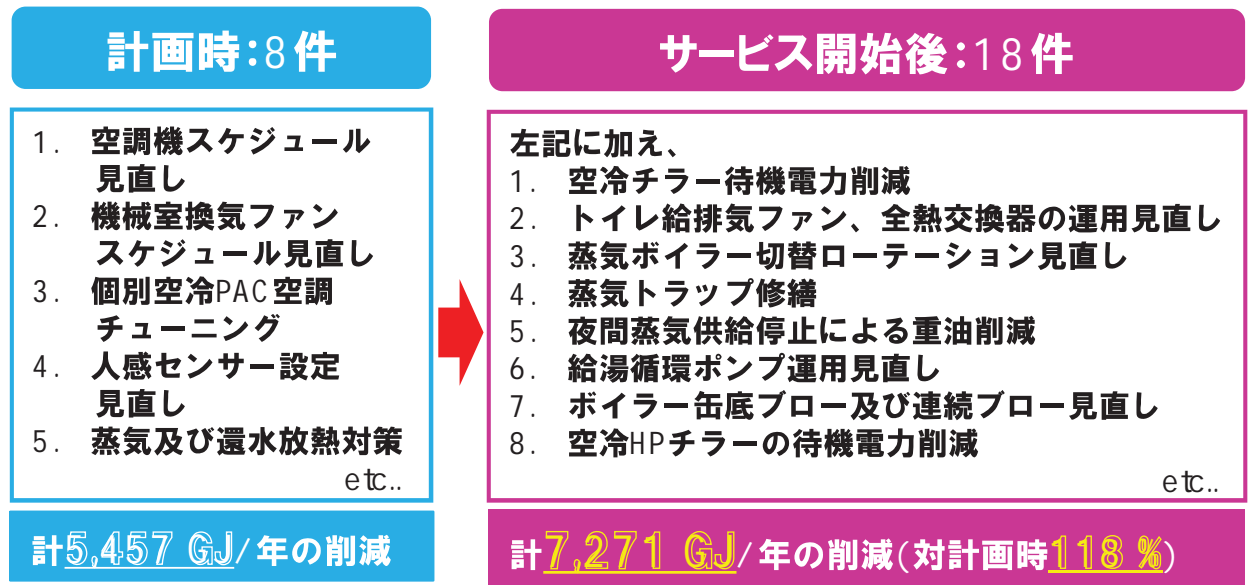 計画時：8件
1. 空調機スケジュール
見直し
2. 機械室換気ファン
スケジュール見直し
3. 個別空冷PAC空調
チューニング
4. 人感センサー設定
見直し
5. 蒸気及び還水放熱対策
etc..
計5,457 GJ/年の削減
サービス開始後：18件
左記に加え、
1. 空冷チラー待機電力削減
2. トイレ給排気ファン、全熱交換器の運用見直し
3. 蒸気ボイラー切替ローテーション見直し
4. 蒸気トラップ修繕
5. 夜間蒸気供給停止による重油削減
6. 給湯循環ポンプ運用見直し
7. ボイラー缶底ブロー及び連続ブロー見直し
8. 空冷HPチラーの待機電力削減
etc..
計7,271 GJ/年の削減(対計画時118 %)